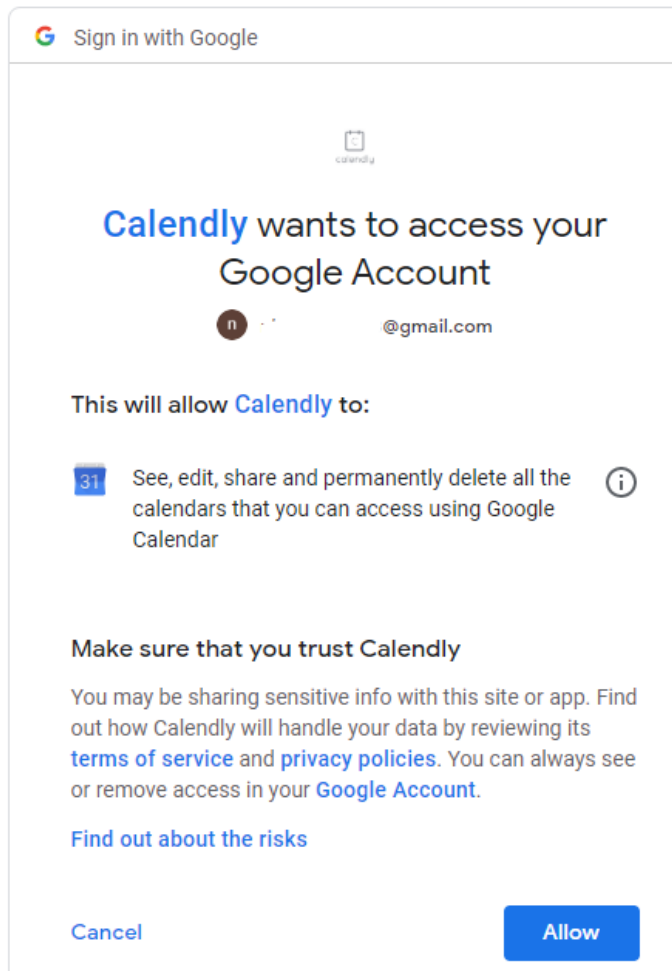 Sign in with Google
calendly
Calendly wants to access your
Google Account
n
@gmail.com
This will allow Calendly to:
31
See, edit, share and permanently delete all the
calendars that you can access using Google
Calendar
Make sure that you trust Calendly
You may be sharing sensitive info with this site or app. Find
out how Calendly will handle your data by reviewing its
terms of service and privacy policies. You can always see
or remove access in your Google Account.
Find out about the risks
Cancel
Allow